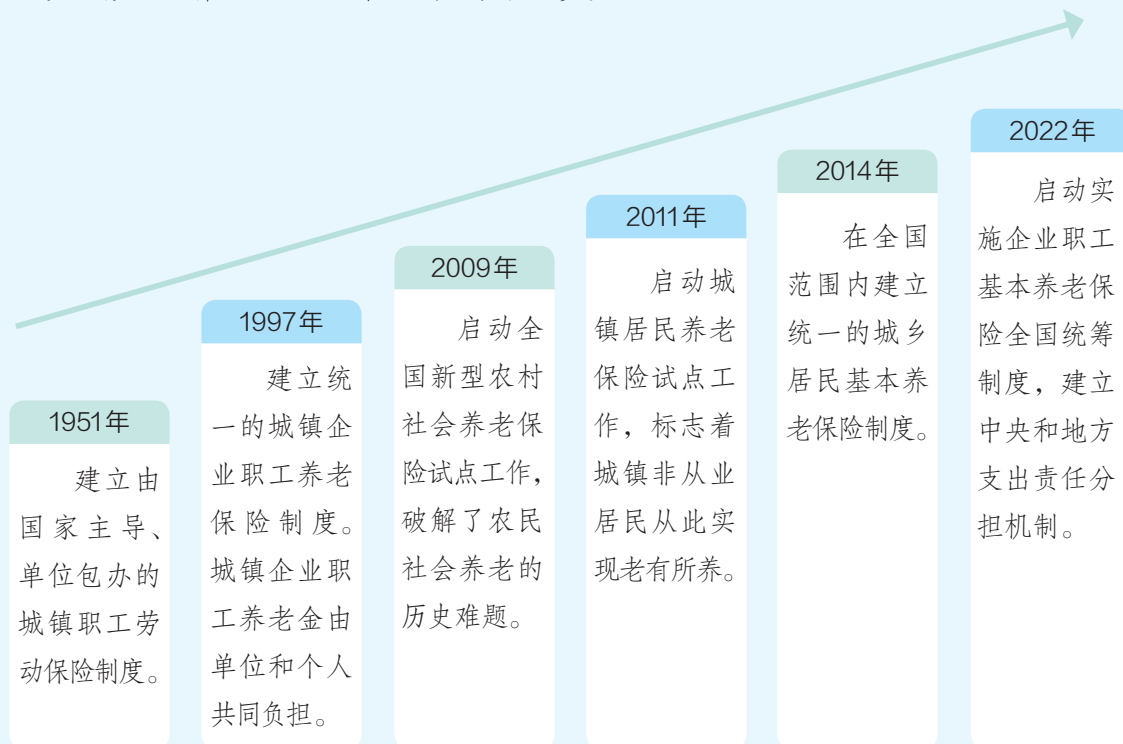 1951年
建立由
国家主导、
单位包办的
城镇职工劳
动保险制度。
1997年
建立统
一的城镇企
业职工养老
保险制度。
城镇企业职
工养老金由
单位和个人
共同负担。
2009年
启动全
国新型农村
社会养老保
险试点工作，
破解了农民
社会养老的
历史难题。
2011年
启动城
镇居民养老
保险试点工
作，标志着
城镇非从业
居民从此实
现老有所养。
2014年
在全国
范围内建立
统一的城乡
居民基本养
老保险制度。
2022年
启动实
施企业职工
基本养老保
险全国统筹
制度，建立
中央和地方
支出责任分
担机制。